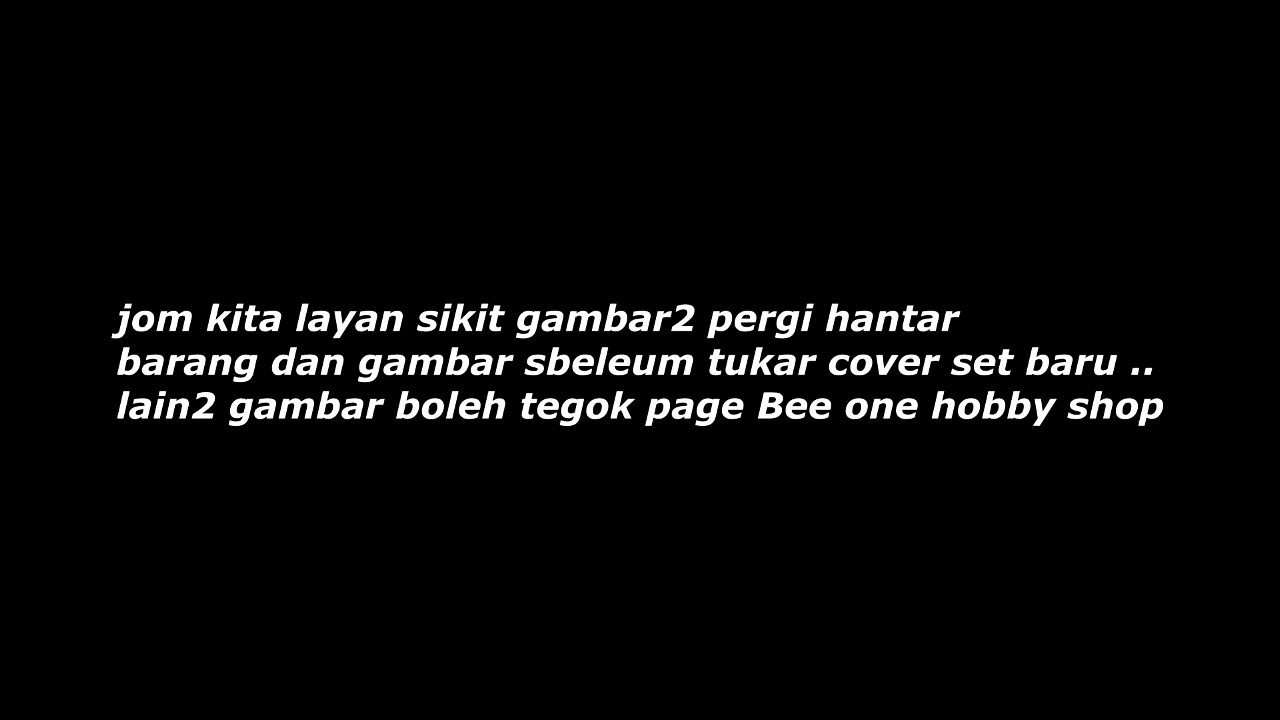 jom kita layan sikit gambar2 pergi hantar
barang dan gambar sbeleum tukar cover set baru ..
lain2 gambar boleh tegok page Bee one hobby shop